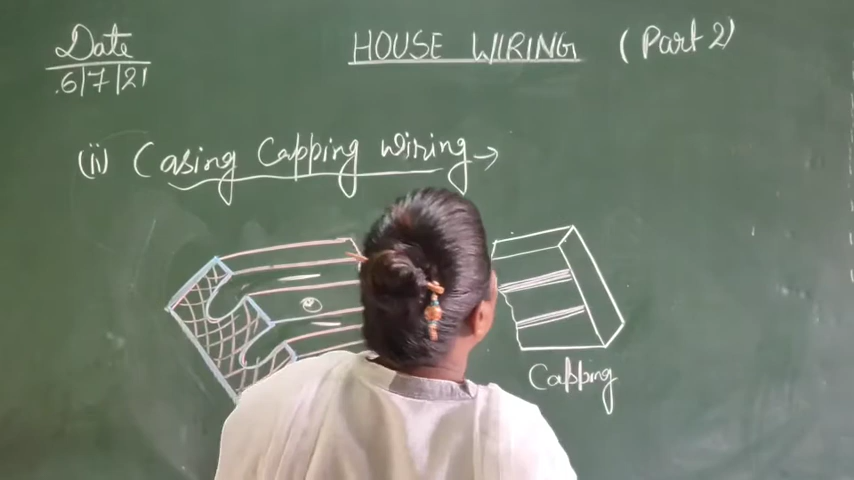 Date
6/7/21
HOUSE WIRING (Part 2)
(ii) Casing Capping wiring →
Capping